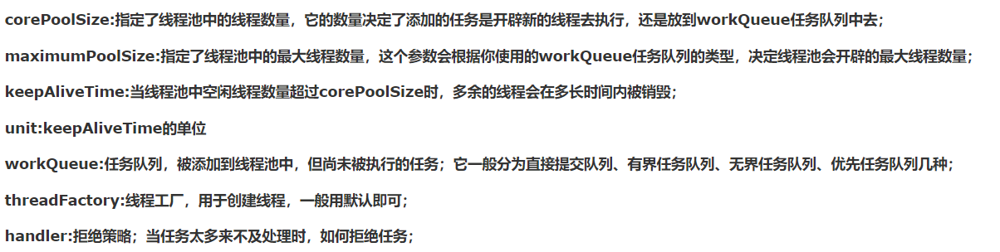 corePoolSize:指定了线程池中的线程数量，它的数量决定了添加的任务是开辟新的线程去执行，还是放到workQueue任务队列中去；
maximumPoolSize:指定了线程池中的最大线程数量，这个参数会根据你使用的workQueue任务队列的类型，决定线程池会开辟的最大线程数量；
keepAliveTime:当线程池中空闲线程数量超过corePoolSize时，多余的线程会在多长时间内被销毁；
unit:keepAliveTime的单位
workQueue:任务队列，被添加到线程池中，但尚未被执行的任务；它一般分为直接提交队列、有界任务队列、无界任务队列、优先任务队列几种；
threadFactory:线程工厂，用于创建线程，一般用默认即可；
handler:拒绝策略；当任务太多来不及处理时，如何拒绝任务；